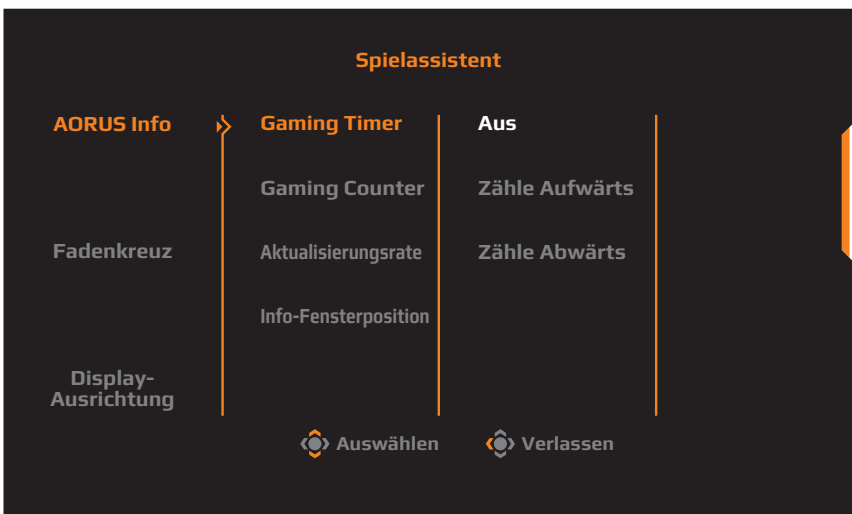 Spielassistent
AORUS Info
Gaming Timer
Aus
Gaming Counter
Zähle Aufwärts
Fadenkreuz
Aktualisierungsrate
Zähle Abwärts
Info-Fensterposition
Display-
Ausrichtung
Auswählen
Verlassen